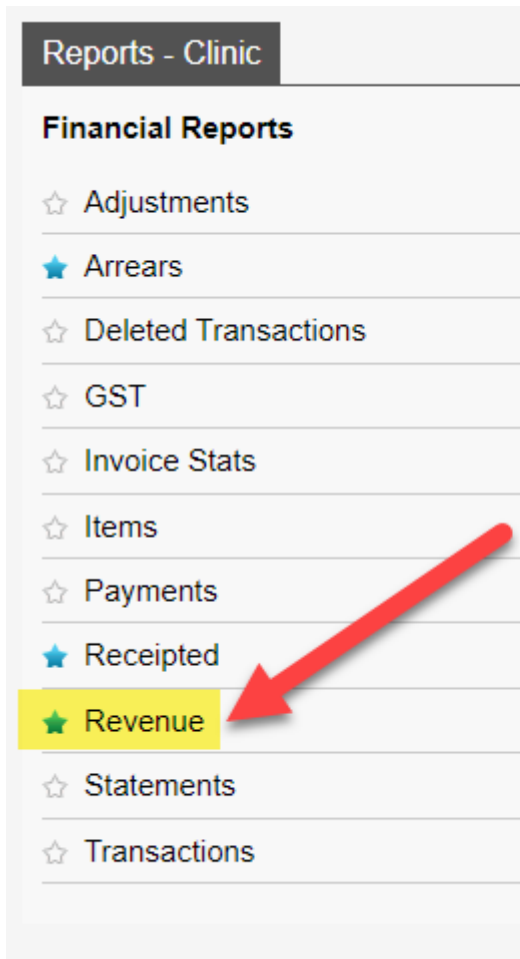 Reports - Clinic
Financial Reports
Adjustments
Arrears
Deleted Transactions
GST
Invoice Stats
Items
Payments
Receipted
Revenue
Statements
Transactions